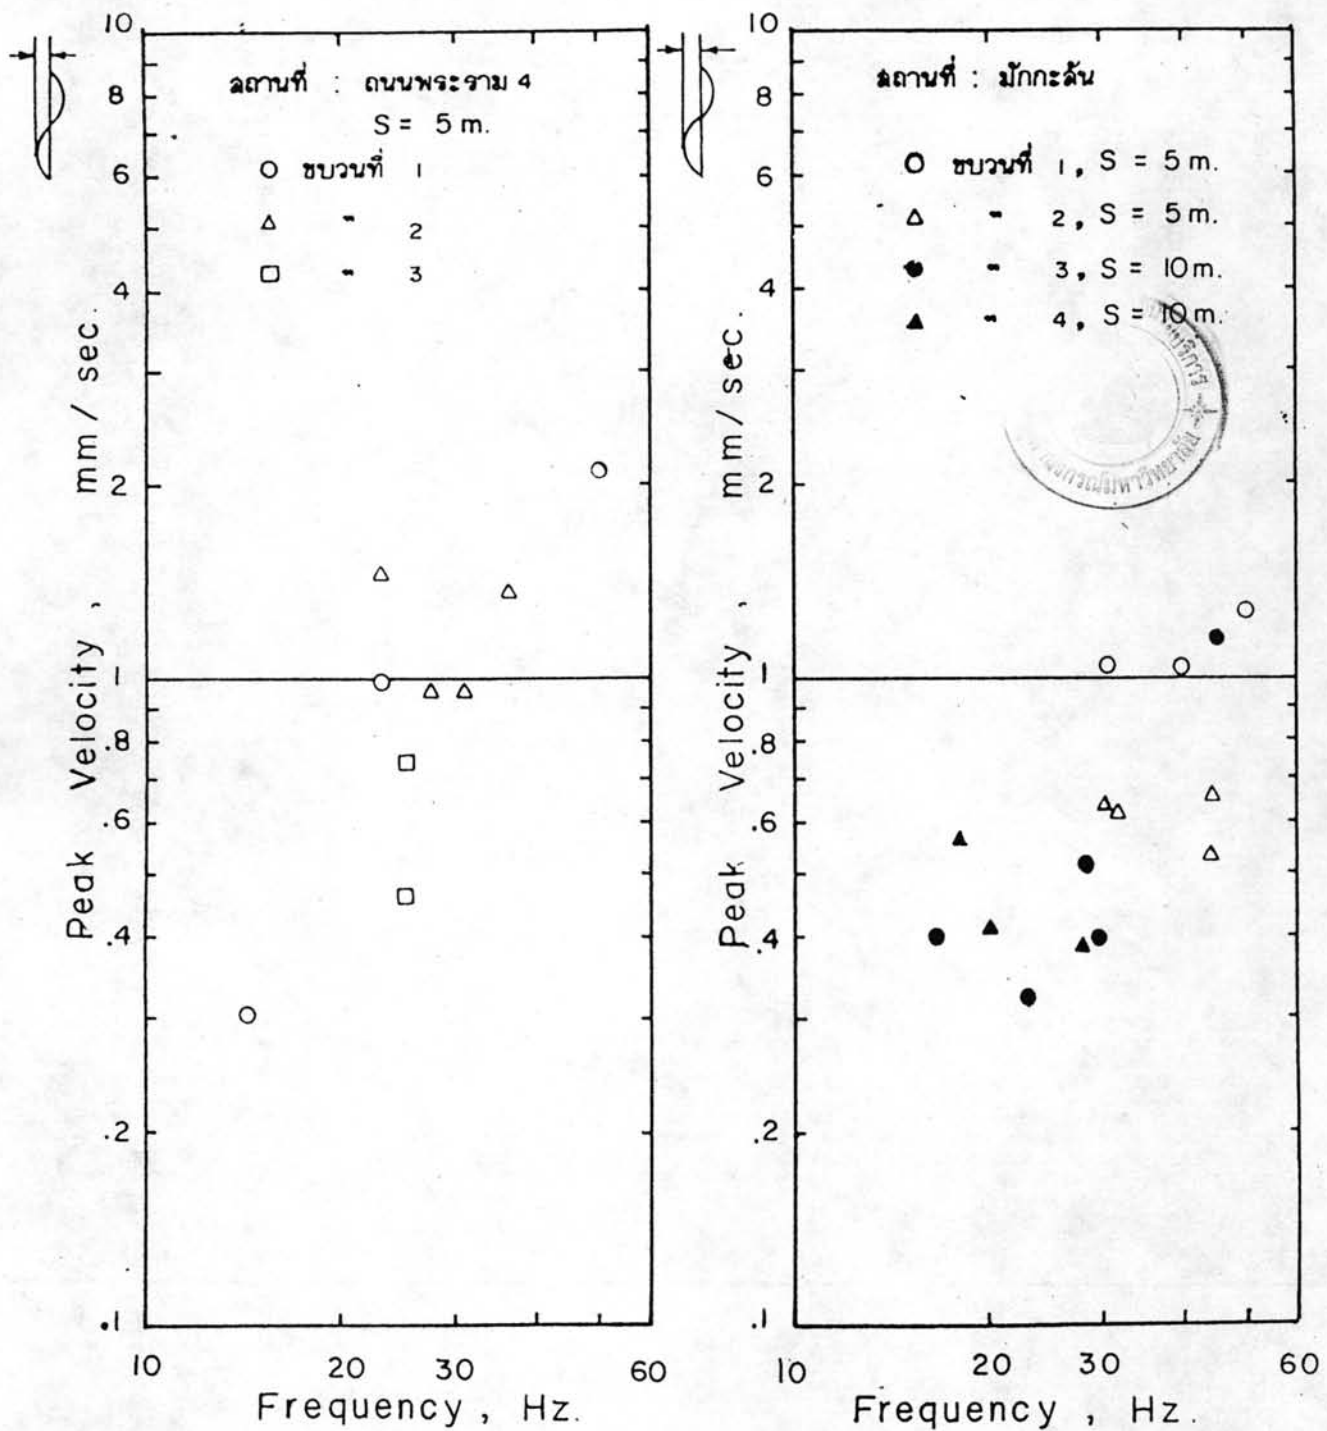 10
8
6
4
2
1
.8
.6
.4
.2
.1
Peak Velocity , mm/sec.
สถานที่ : ถนนพระราม 4
S = 5 m.
○ ขบวนที่ 1
△ " 2
□ " 3
10 20 30 60
Frequency , Hz.
10
8
6
4
2
1
.8
.6
.4
.2
.1
Peak Velocity , mm/sec.
สถานที่ : มักกะสัน
○ ขบวนที่ 1, S = 5 m.
△ " 2, S = 5 m.
● " 3, S = 10 m.
▲ " 4, S = 10 m.
10 20 30 60
Frequency , Hz.